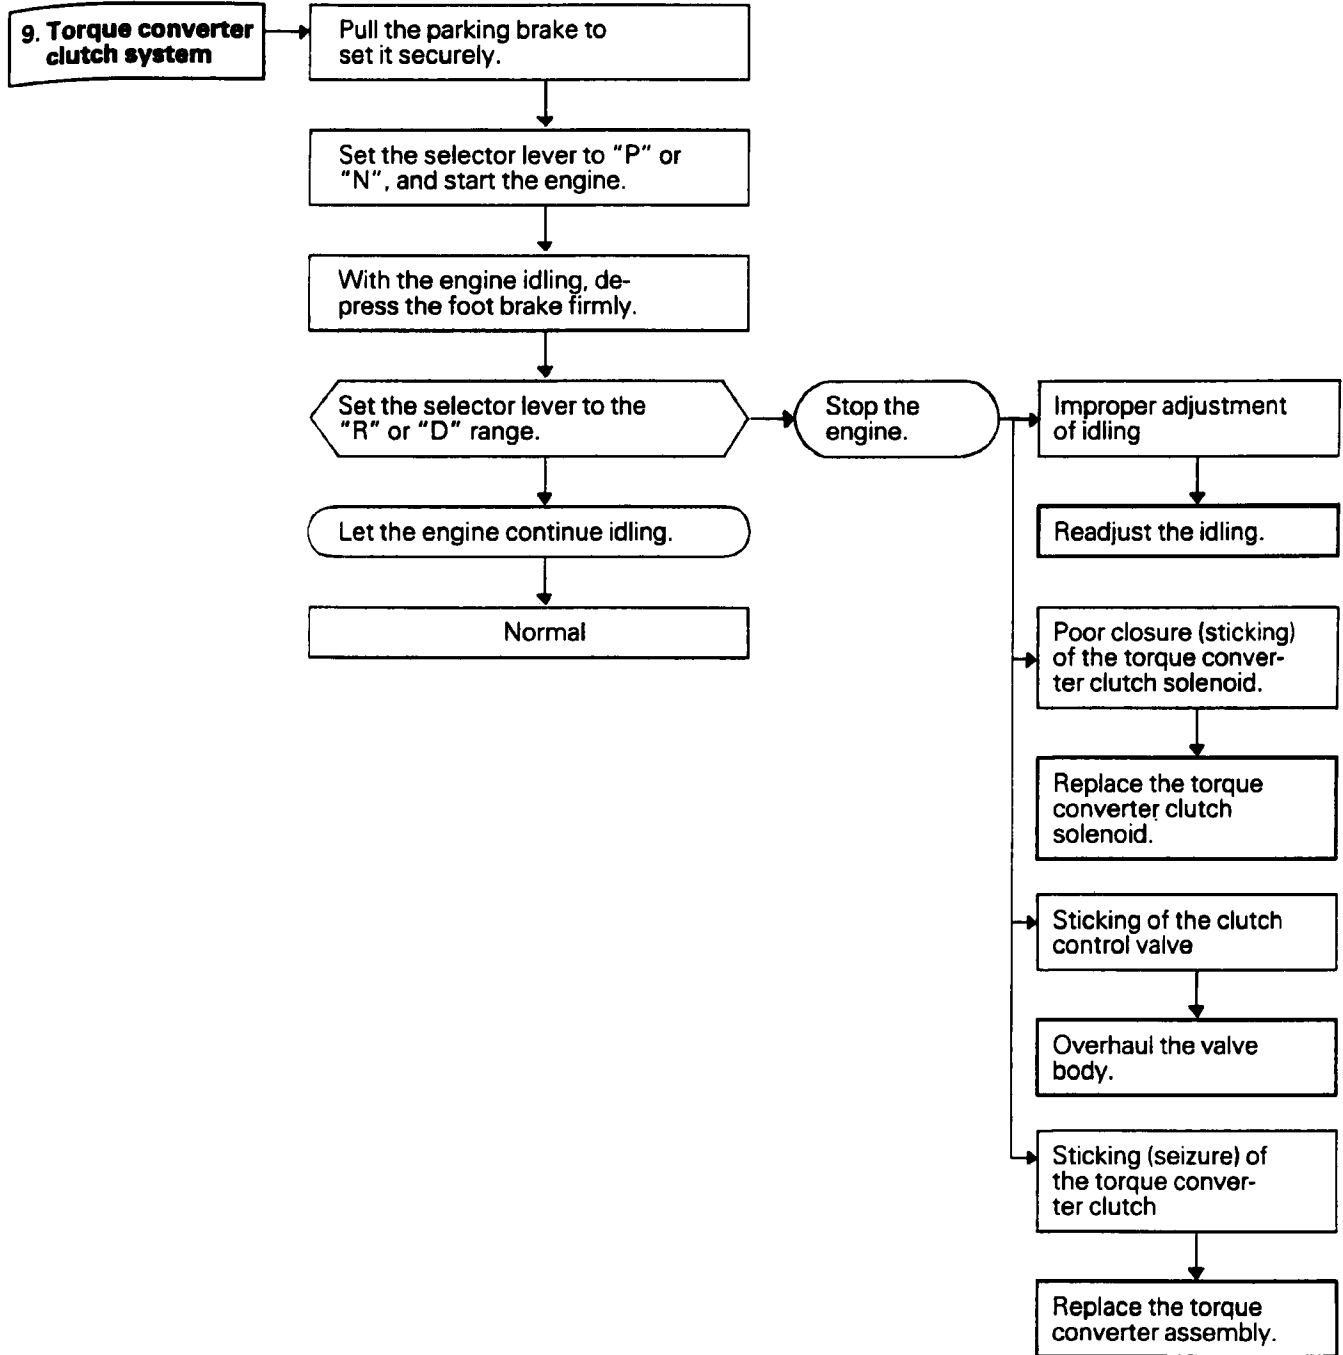 9. Torque converter
clutch system
Pull the parking brake to
set it securely.
Set the selector lever to "P" or
"N", and start the engine.
With the engine idling, de-
press the foot brake firmly.
Set the selector lever to the
"R" or "D" range.
Stop the
engine.
Improper adjustment
of idling
Let the engine continue idling.
Readjust the idling.
Normal
Poor closure (sticking)
of the torque conver-
ter clutch solenoid.
Replace the torque
converter clutch
solenoid.
Sticking of the clutch
control valve
Overhaul the valve
body.
Sticking (seizure) of
the torque conver-
ter clutch
Replace the torque
converter assembly.